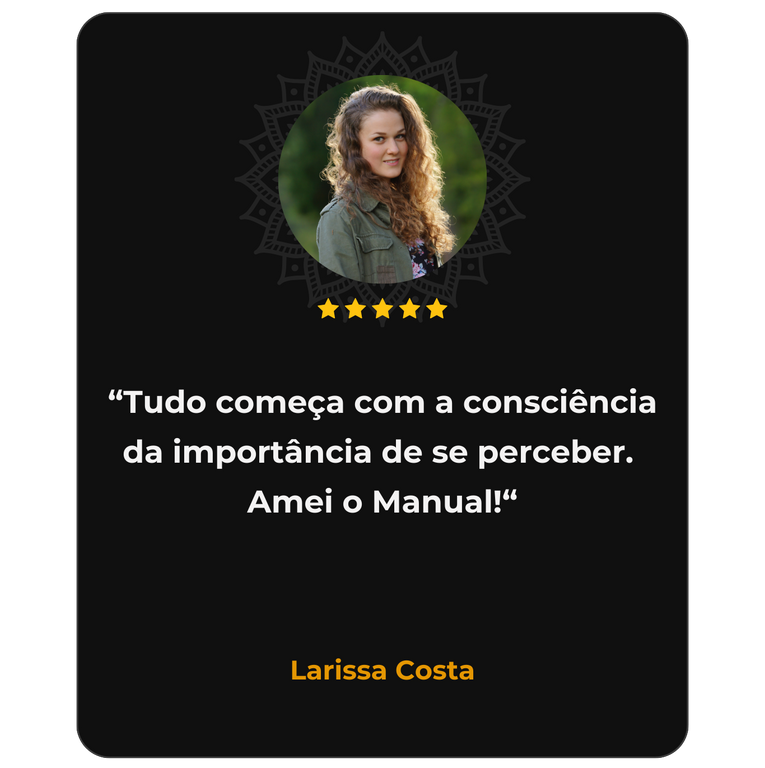 “Tudo começa com a consciência
da importância de se perceber.
Amei o Manual!“
Larissa Costa